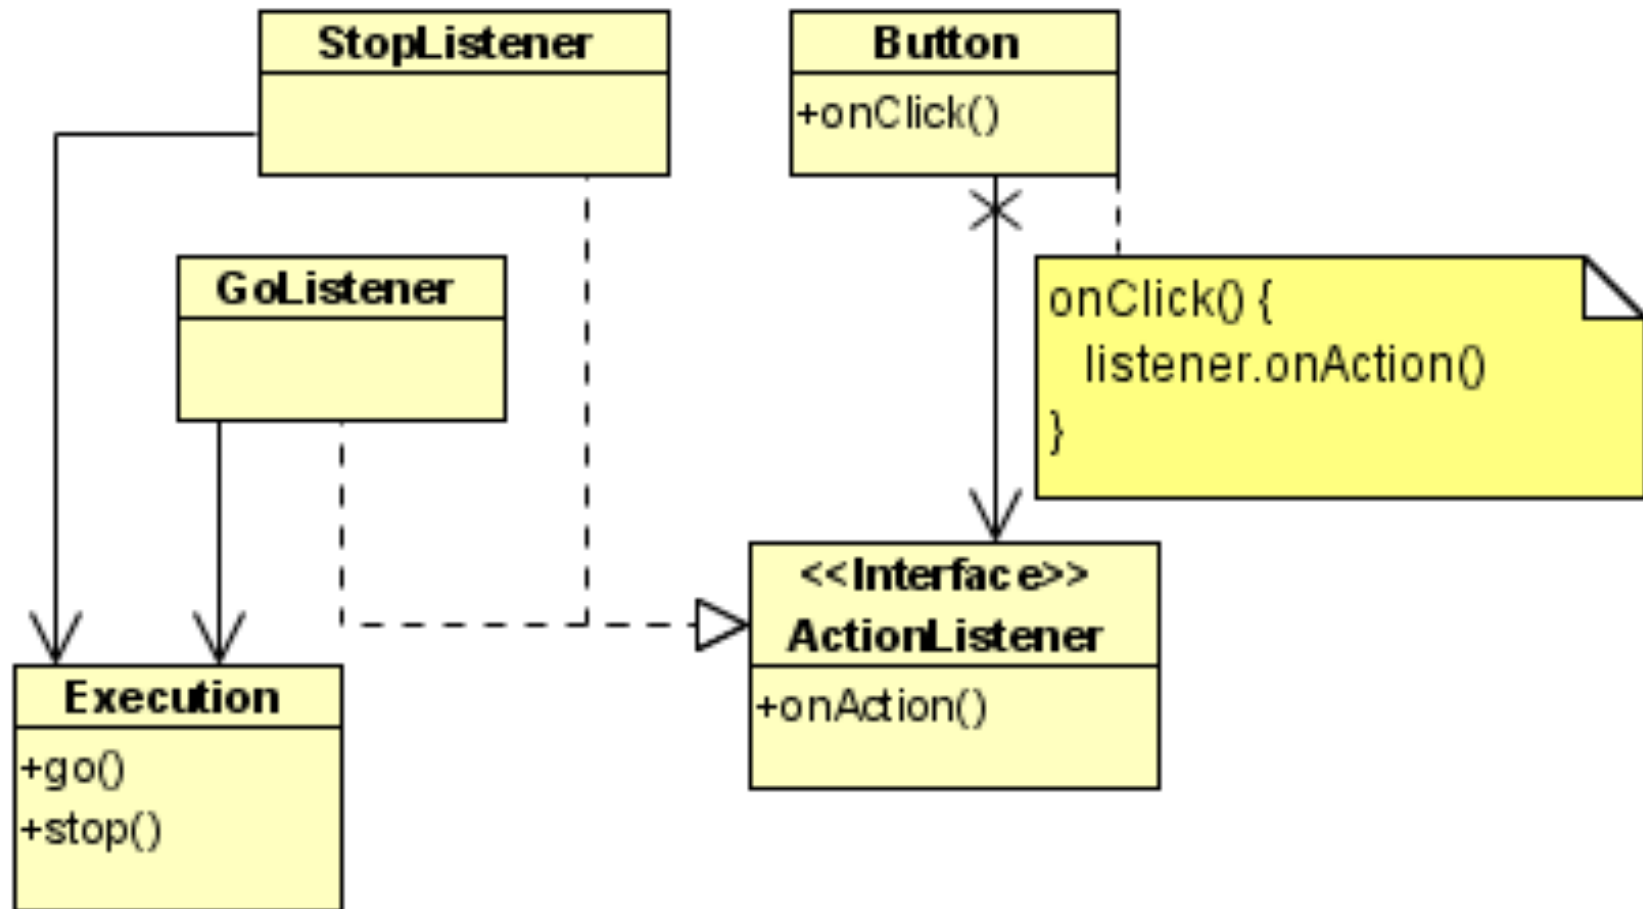 StopListener
Button
+onClick()
GoListener
onClick() {
listener.onAction()
}
<<Interface>>
ActionListener
+onAction()
Execution
+go()
+stop()